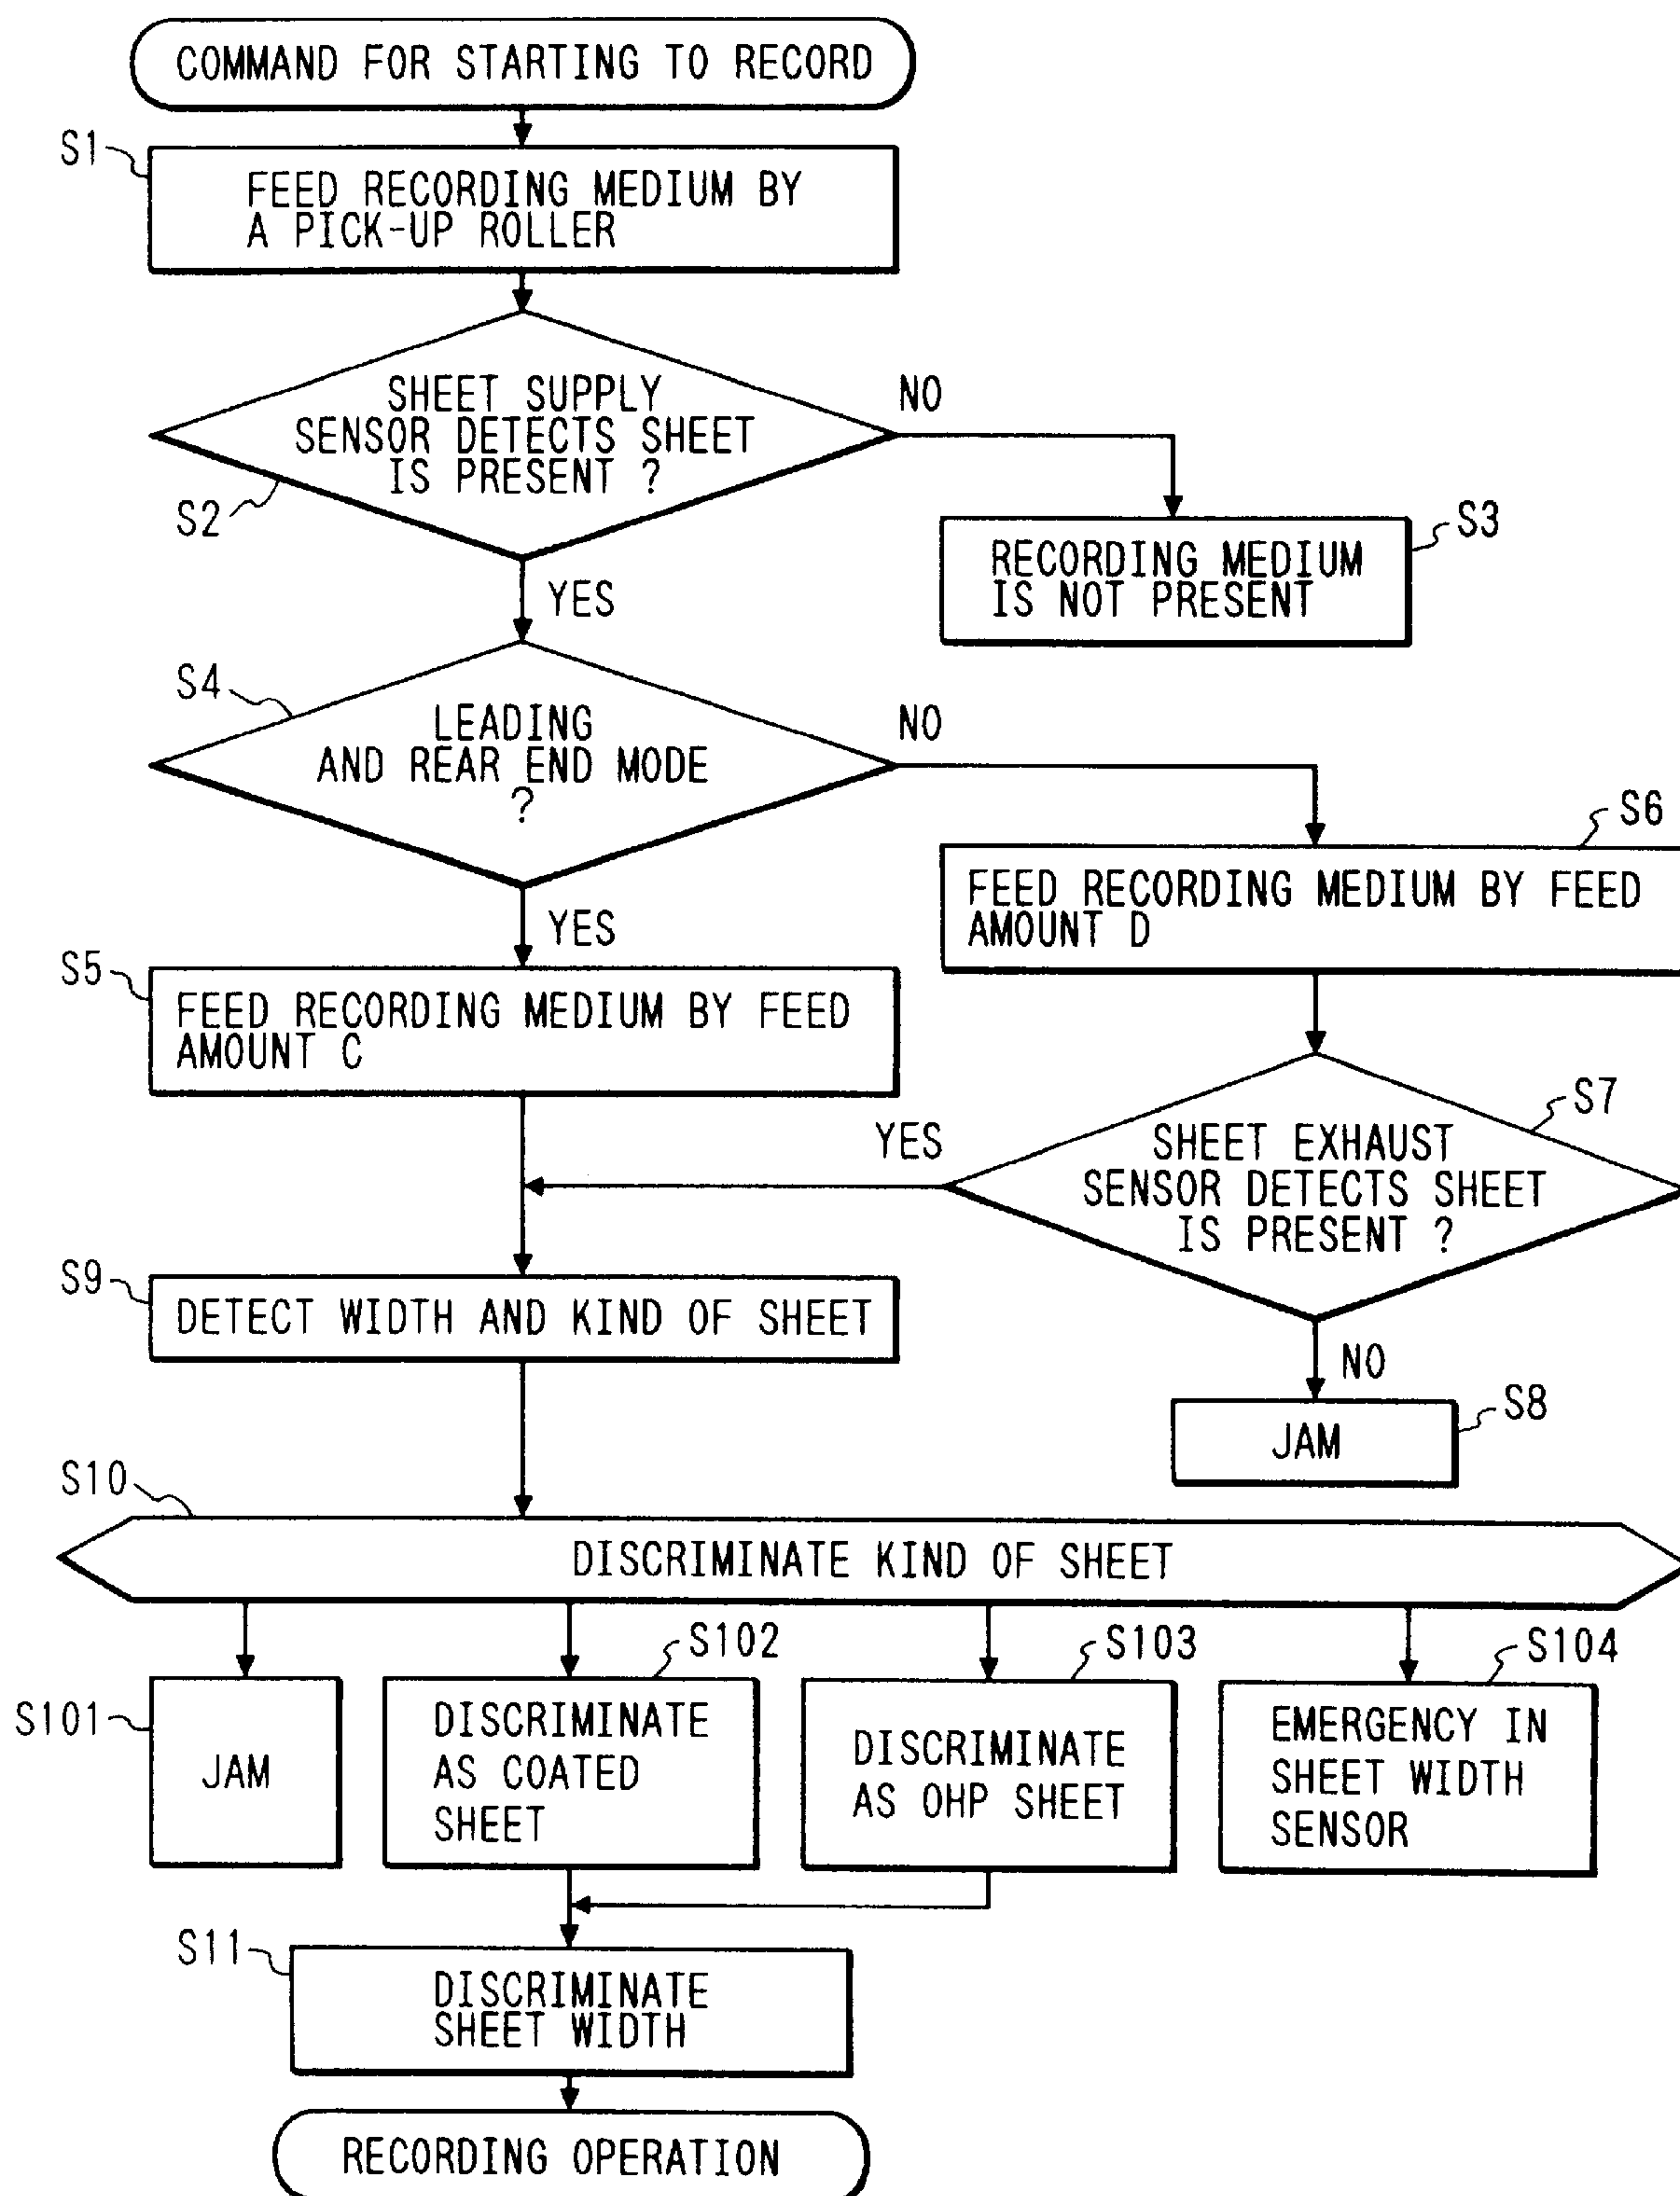 COMMAND FOR STARTING TO RECORD
S1
FEED RECORDING MEDIUM BY
A PICK-UP ROLLER
SHEET SUPPLY
SENSOR DETECTS SHEET
IS PRESENT ?
NO
S2
S3
RECORDING MEDIUM
IS NOT PRESENT
YES
S4
LEADING
AND REAR END MODE
?
NO
S6
FEED RECORDING MEDIUM BY FEED
AMOUNT D
YES
S5
FEED RECORDING MEDIUM BY FEED
AMOUNT C
S7
YES
SHEET EXHAUST
SENSOR DETECTS SHEET
IS PRESENT ?
S9
DETECT WIDTH AND KIND OF SHEET
NO
S8
JAM
S10
DISCRIMINATE KIND OF SHEET
S101
JAM
S102
DISCRIMINATE
AS COATED
SHEET
S103
DISCRIMINATE
AS OHP SHEET
S104
EMERGENCY IN
SHEET WIDTH
SENSOR
S11
DISCRIMINATE
SHEET WIDTH
RECORDING OPERATION